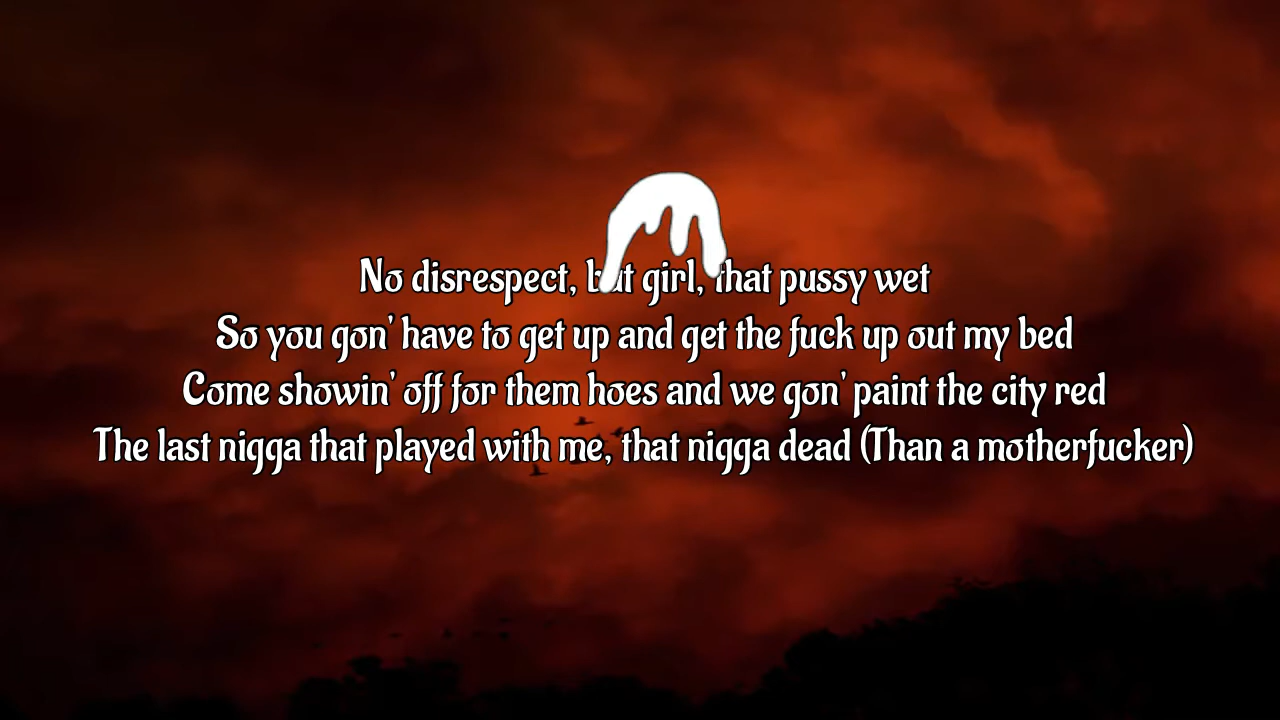 No disrespect, but girl, that pussy wet
So you gon' have to get up and get the fuck up out my bed
Come showin' off for them hoes and we gon' paint the city red
The last nigga that played with me, that nigga dead (Than a motherfucker)